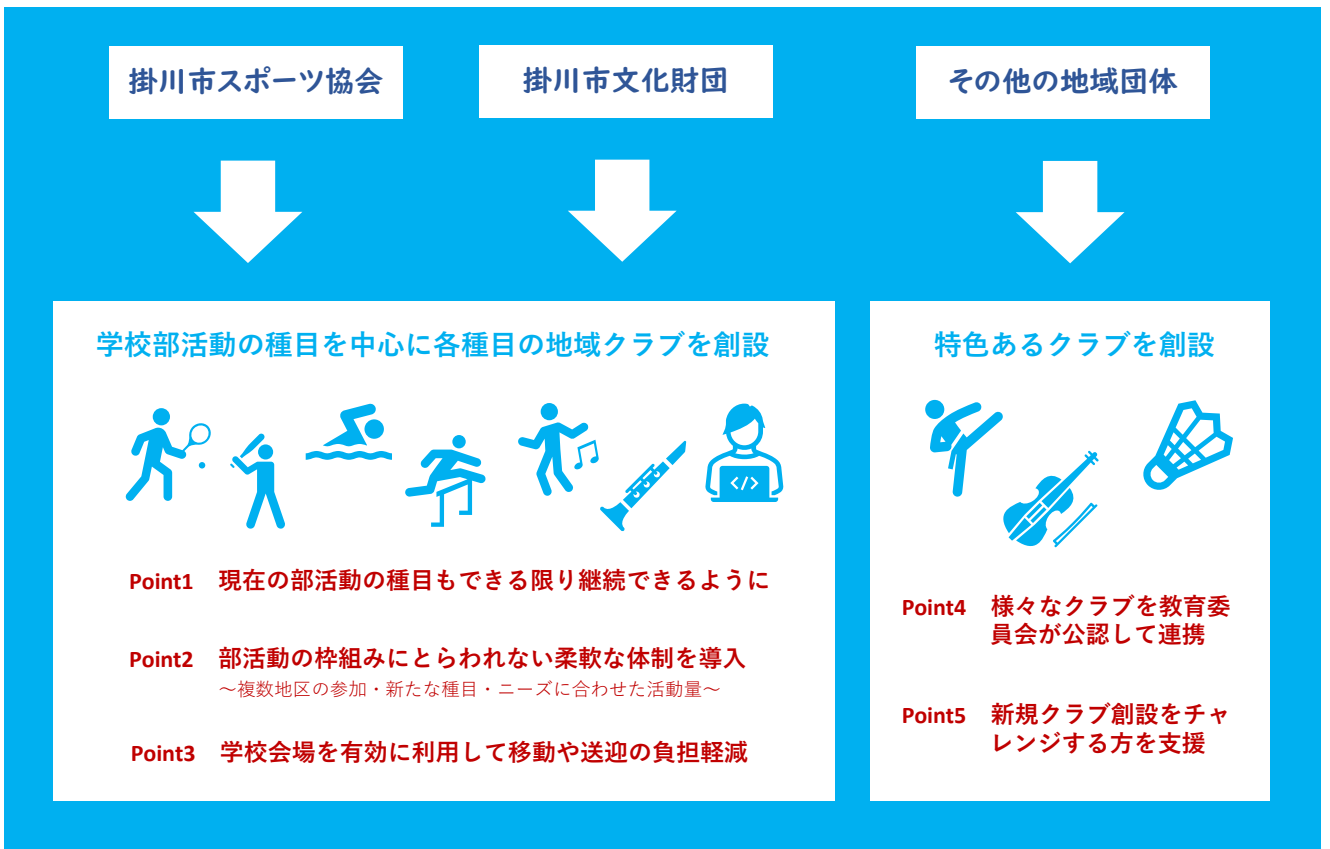 掛川市スポーツ協会
掛川市文化財団
その他の地域団体
学校部活動の種目を中心に各種目の地域クラブを創設
</>
Point1 現在の部活動の種目もできる限り継続できるように
Point2 部活動の枠組みにとらわれない柔軟な体制を導入
～複数地区の参加・新たな種目・ニーズに合わせた活動量～
Point3 学校会場を有効に利用して移動や送迎の負担軽減
特色あるクラブを創設
Point4 様々なクラブを教育委
員会が公認して連携
Point5 新規クラブ創設をチャ
レンジする方を支援